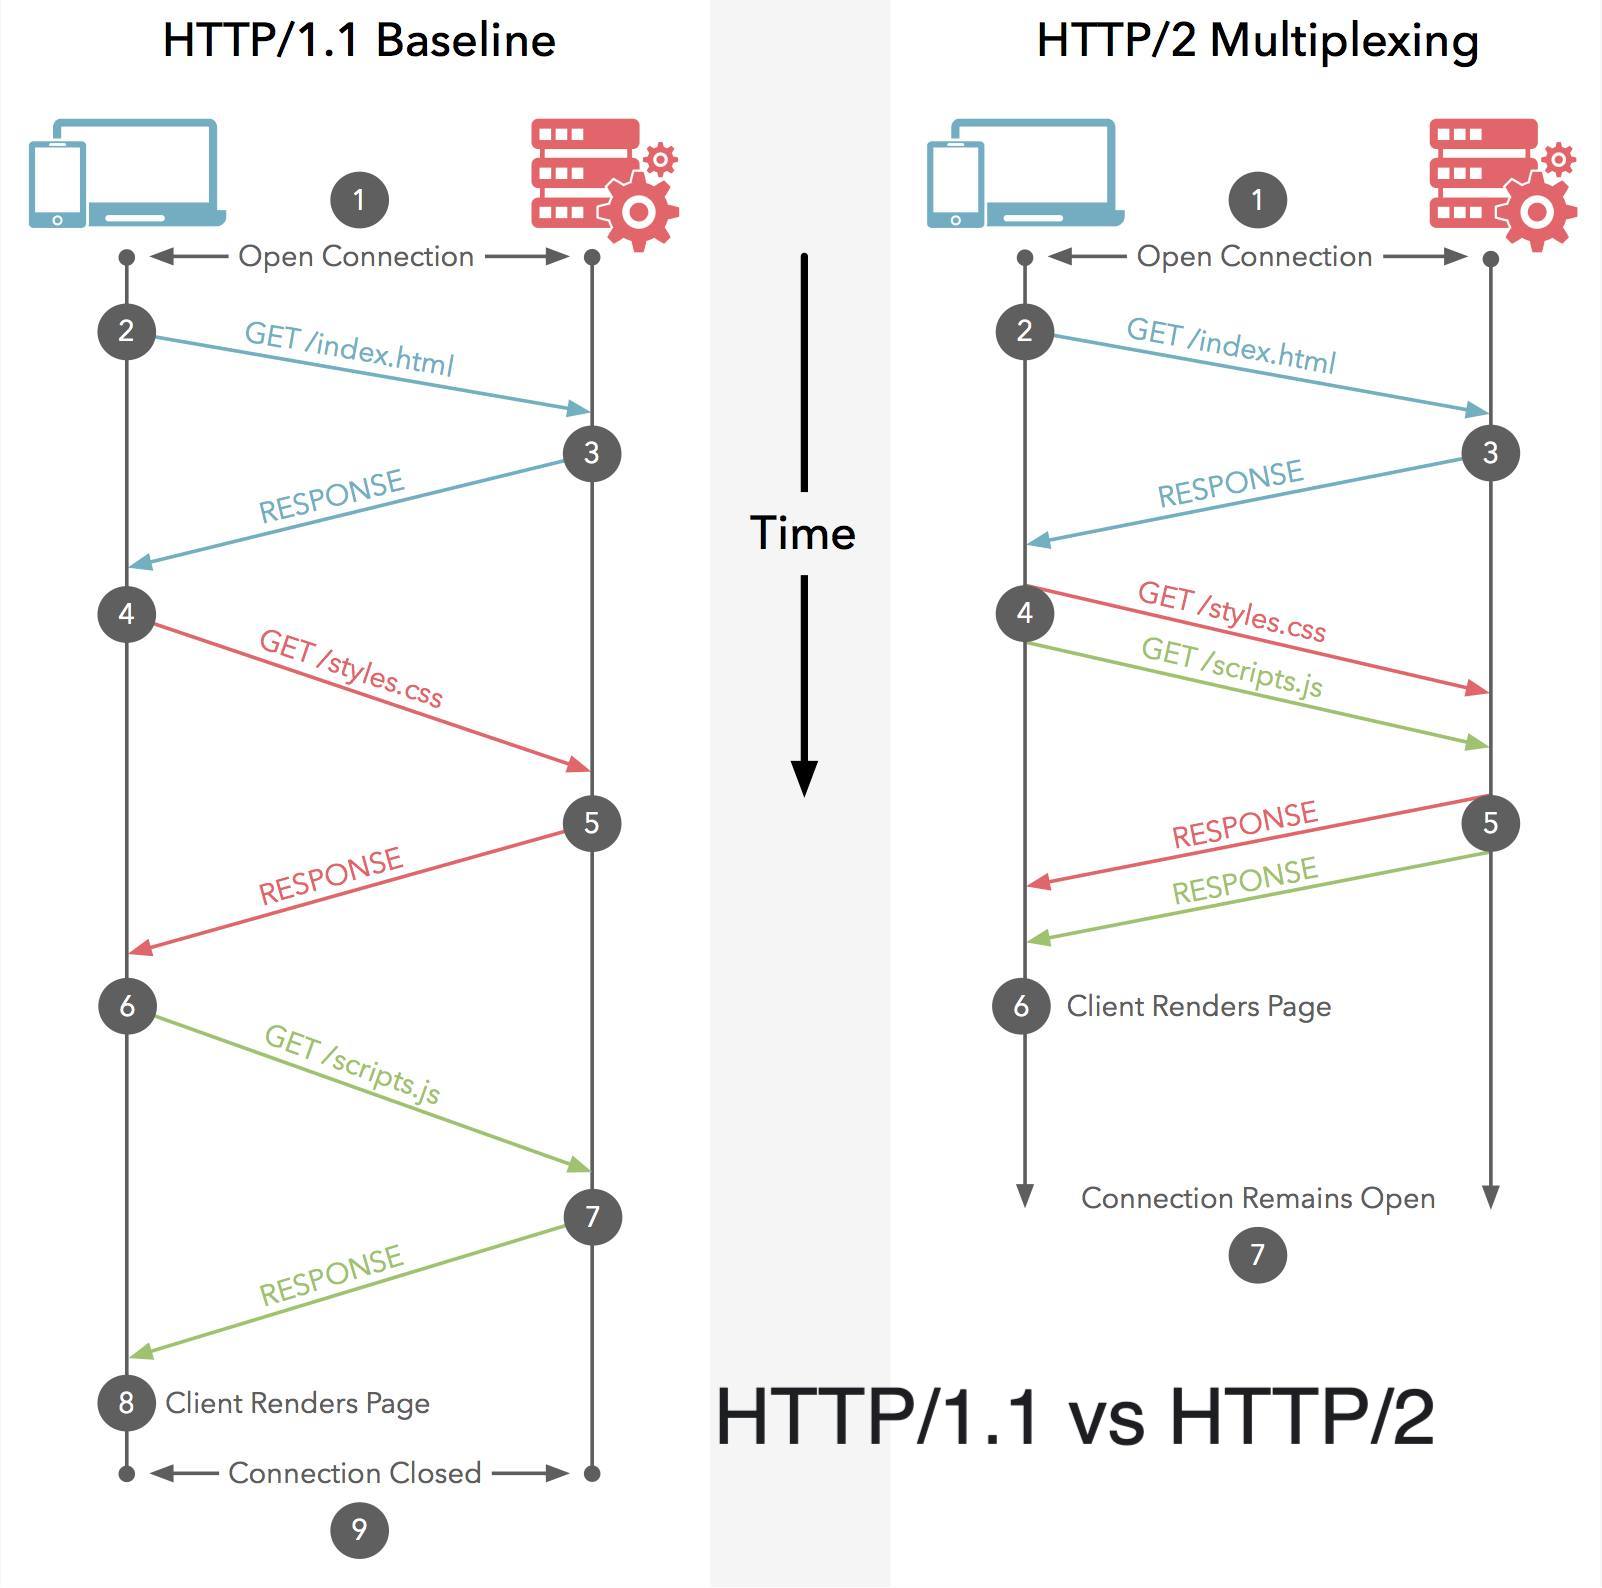 HTTP/1.1 Baseline
1
Open Connection
2
GET /index.html
3
RESPONSE
4
GET /styles.css
5
RESPONSE
6
GET /scripts.js
7
RESPONSE
8 Client Renders Page
Connection Closed
9
Time
HTTP/2 Multiplexing
1
Open Connection
2
GET /index.html
3
RESPONSE
4
GET /styles.css
GET /scripts.js
5
RESPONSE
RESPONSE
6 Client Renders Page
Connection Remains Open
7
HTTP/1.1 vs HTTP/2